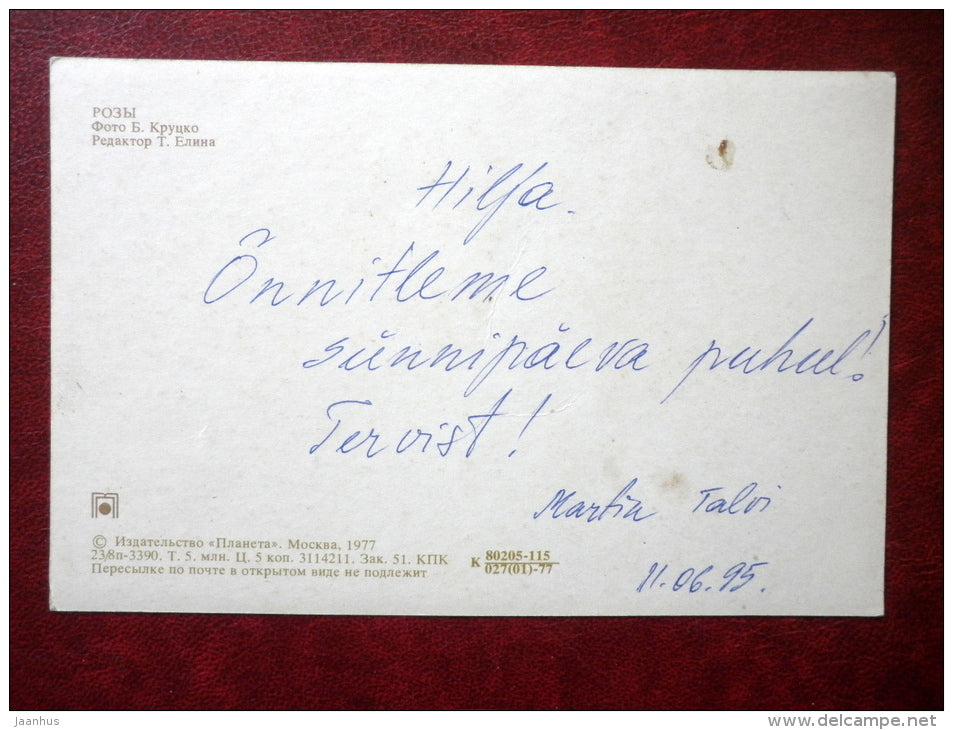 РОЗЫ
Фото Б. Круцко
Редактор Т. Елина
Hilja.
Õnnitleme
sünnipäeva puhul!
Tervist!
Martin Talvi
11.06.95.
© Издательство «Планета». Москва, 1977
23/8п-3390. Т. 5. млн. Ц. 5 коп. 3114211. Зак. 51. КПК
Пересылке по почте в открытом виде не подлежит
К 80205-115
027(01)-77
Jaanhus
www.delcampe.net